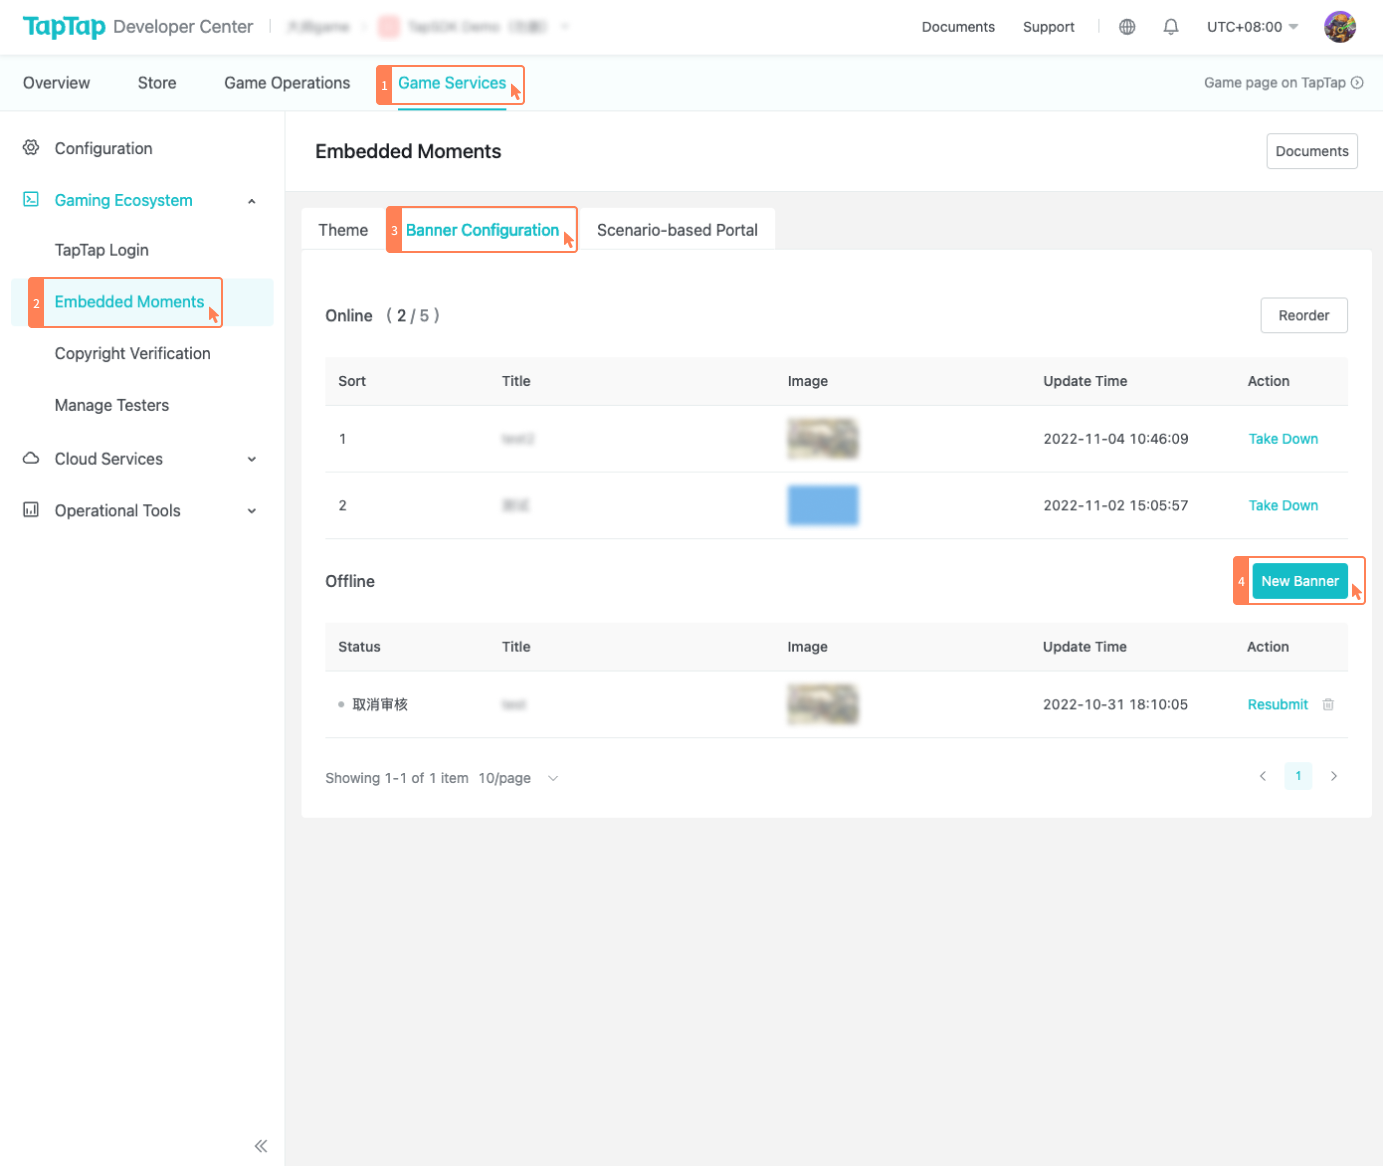 TapTap Developer Center
Documents Support UTC+08:00
Overview Store Game Operations 1 Game Services Game page on TapTap
Configuration
Gaming Ecosystem
TapTap Login
2 Embedded Moments
Copyright Verification
Manage Testers
Cloud Services
Operational Tools
Embedded Moments Documents
Theme 3 Banner Configuration Scenario-based Portal
Online ( 2 / 5 ) Reorder
Sort Title Image Update Time Action
1 2022-11-04 10:46:09 Take Down
2 2022-11-02 15:05:57 Take Down
Offline 4 New Banner
Status Title Image Update Time Action
取消审核 2022-10-31 18:10:05 Resubmit
Showing 1-1 of 1 item 10/page 1